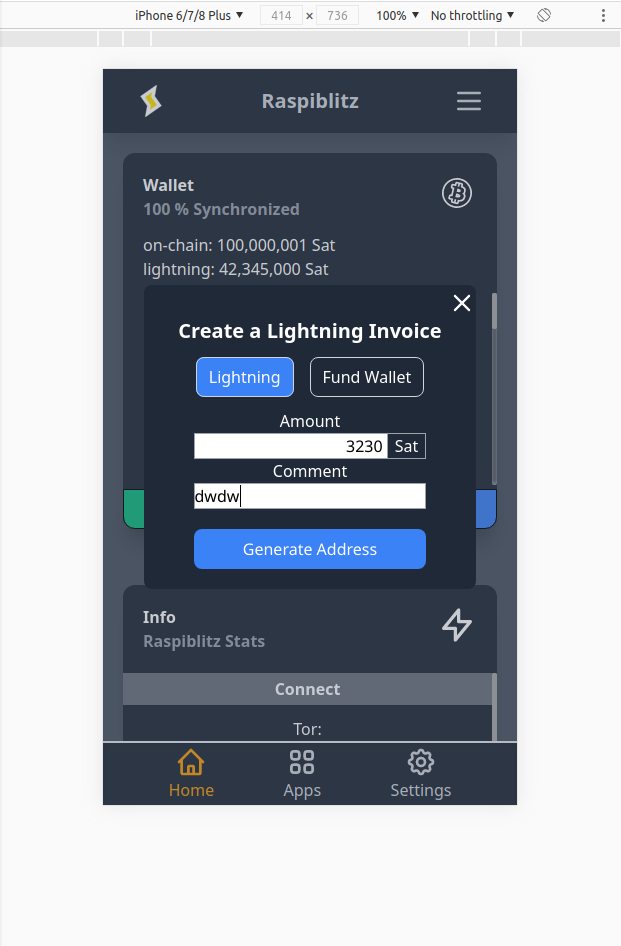 iPhone 6/7/8 Plus ▼ 414 × 736 100% ▼ No throttling ▼
Raspiblitz
Wallet
100 % Synchronized
on-chain: 100,000,001 Sat
lightning: 42,345,000 Sat
Create a Lightning Invoice
Lightning Fund Wallet
Amount
3230 Sat
Comment
dwdw
Generate Address
Info
Raspiblitz Stats
Connect
Tor:
Home Apps Settings